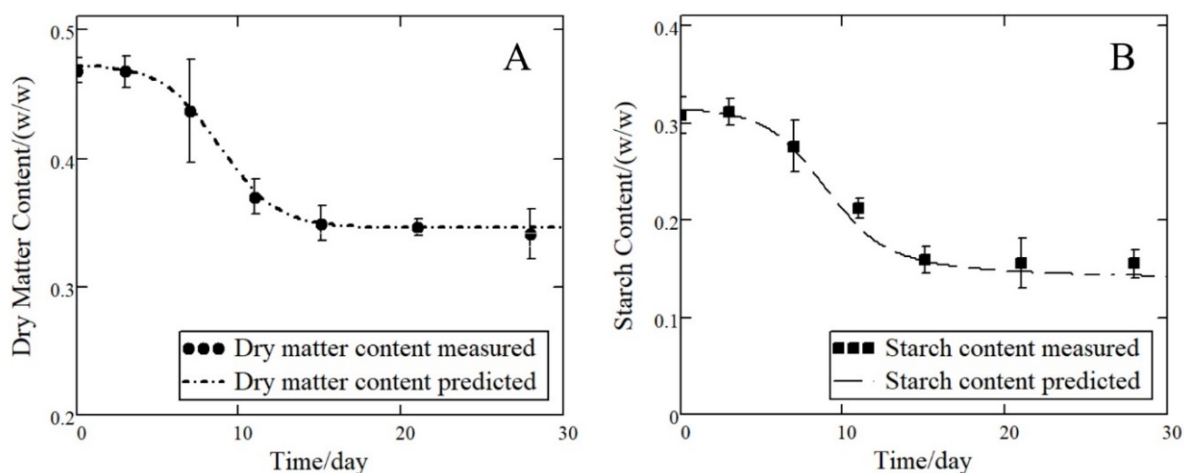 A
Dry Matter Content/(w/w)
0.5
0.4
0.3
0.2
Dry matter content measured
Dry matter content predicted
0
10
20
30
Time/day
B
Starch Content/(w/w)
0.4
0.3
0.2
0.1
0
Starch content measured
Starch content predicted
0
10
20
30
Time/day